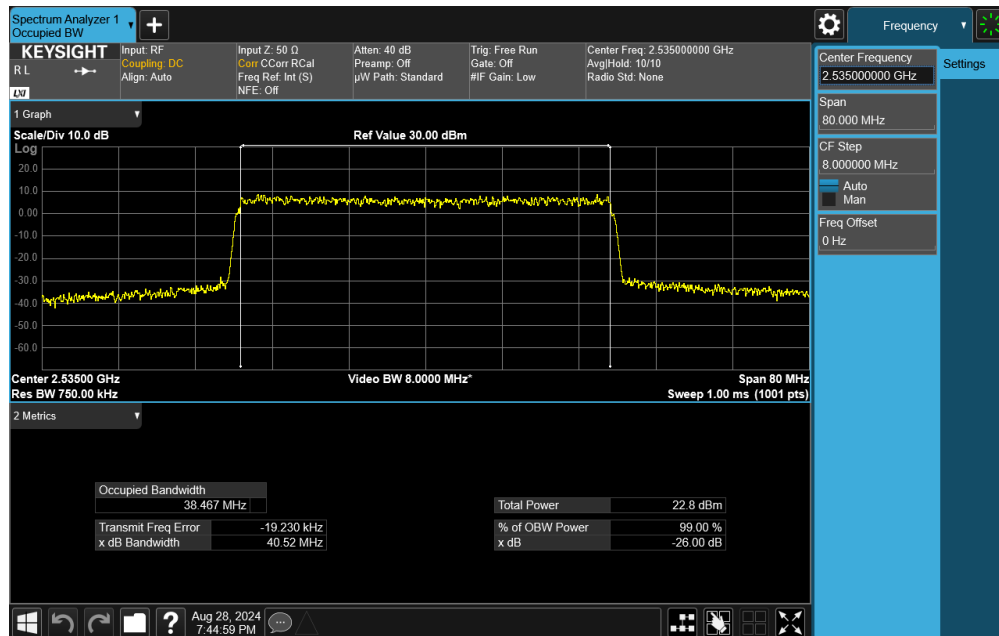 Spectrum Analyzer 1
Occupied BW
Frequency
KEYSIGHT
R L
LXI
Input: RF
Coupling: DC
Align: Auto
Input Z: 50 Ω
Corr CCorr RCal
Freq Ref: Int (S)
NFE: Off
Atten: 40 dB
Preamp: Off
µW Path: Standard
Trig: Free Run
Gate: Off
#IF Gain: Low
Center Freq: 2.535000000 GHz
Avg|Hold: 10/10
Radio Std: None
Center Frequency
2.535000000 GHz
Settings
Span
80.000 MHz
CF Step
8.000000 MHz
Auto
Man
Freq Offset
0 Hz
1 Graph
Scale/Div 10.0 dB
Ref Value 30.00 dBm
Log
20.0
10.0
0.00
-10.0
-20.0
-30.0
-40.0
-50.0
-60.0
Center 2.53500 GHz
Video BW 8.0000 MHz*
Span 80 MHz
Res BW 750.00 kHz
Sweep 1.00 ms (1001 pts)
2 Metrics
Occupied Bandwidth
38.467 MHz
Total Power 22.8 dBm
Transmit Freq Error -19.230 kHz
% of OBW Power 99.00 %
x dB Bandwidth 40.52 MHz
x dB -26.00 dB
?
Aug 28, 2024
7:44:59 PM